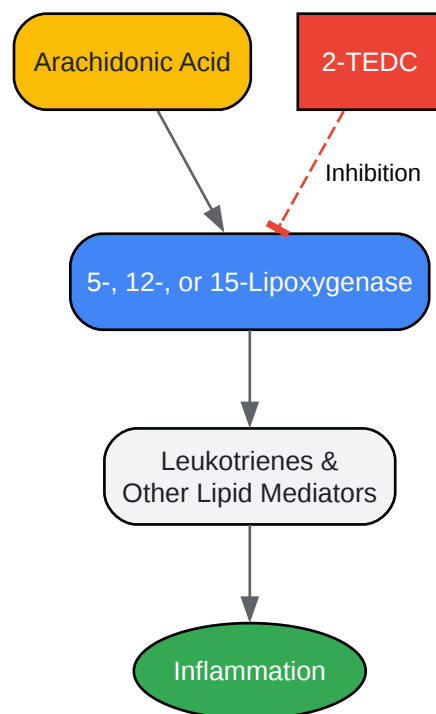 Arachidonic Acid
2-TEDC
Inhibition
5-, 12-, or 15-Lipoxygenase
Leukotrienes &
Other Lipid Mediators
Inflammation